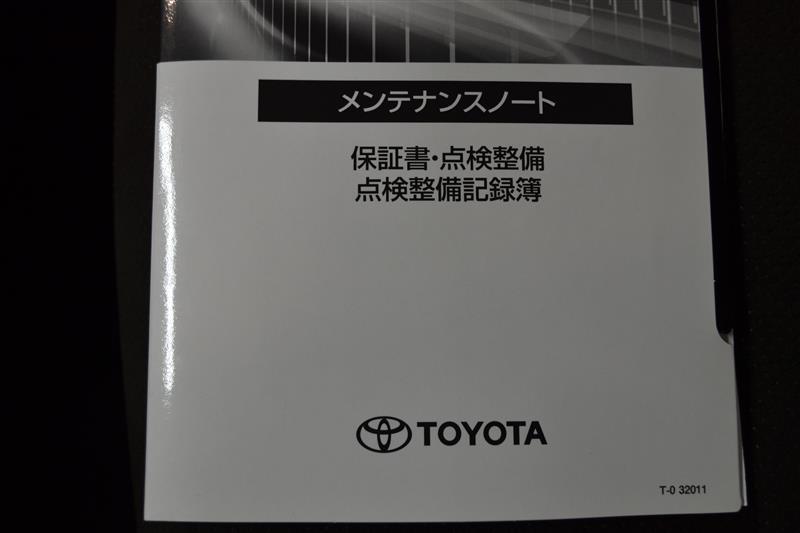 メンテナンスノート
保証書・点検整備
点検整備記録簿
TOYOTA
T-0 32011